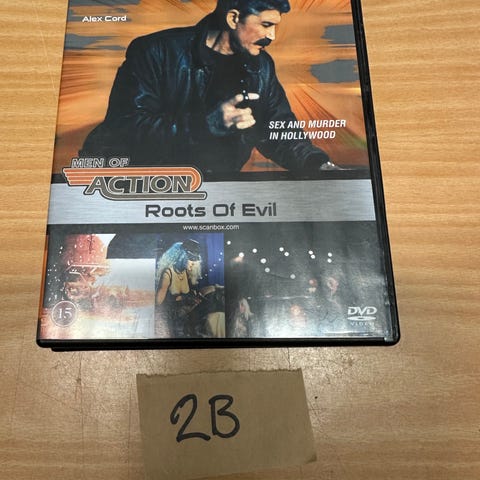 Alex Cord
SEX AND MURDER
IN HOLLYWOOD
MEN OF
ACTION
Roots Of Evil
www.scanbox.com
15
DVD
VIDEO
2B